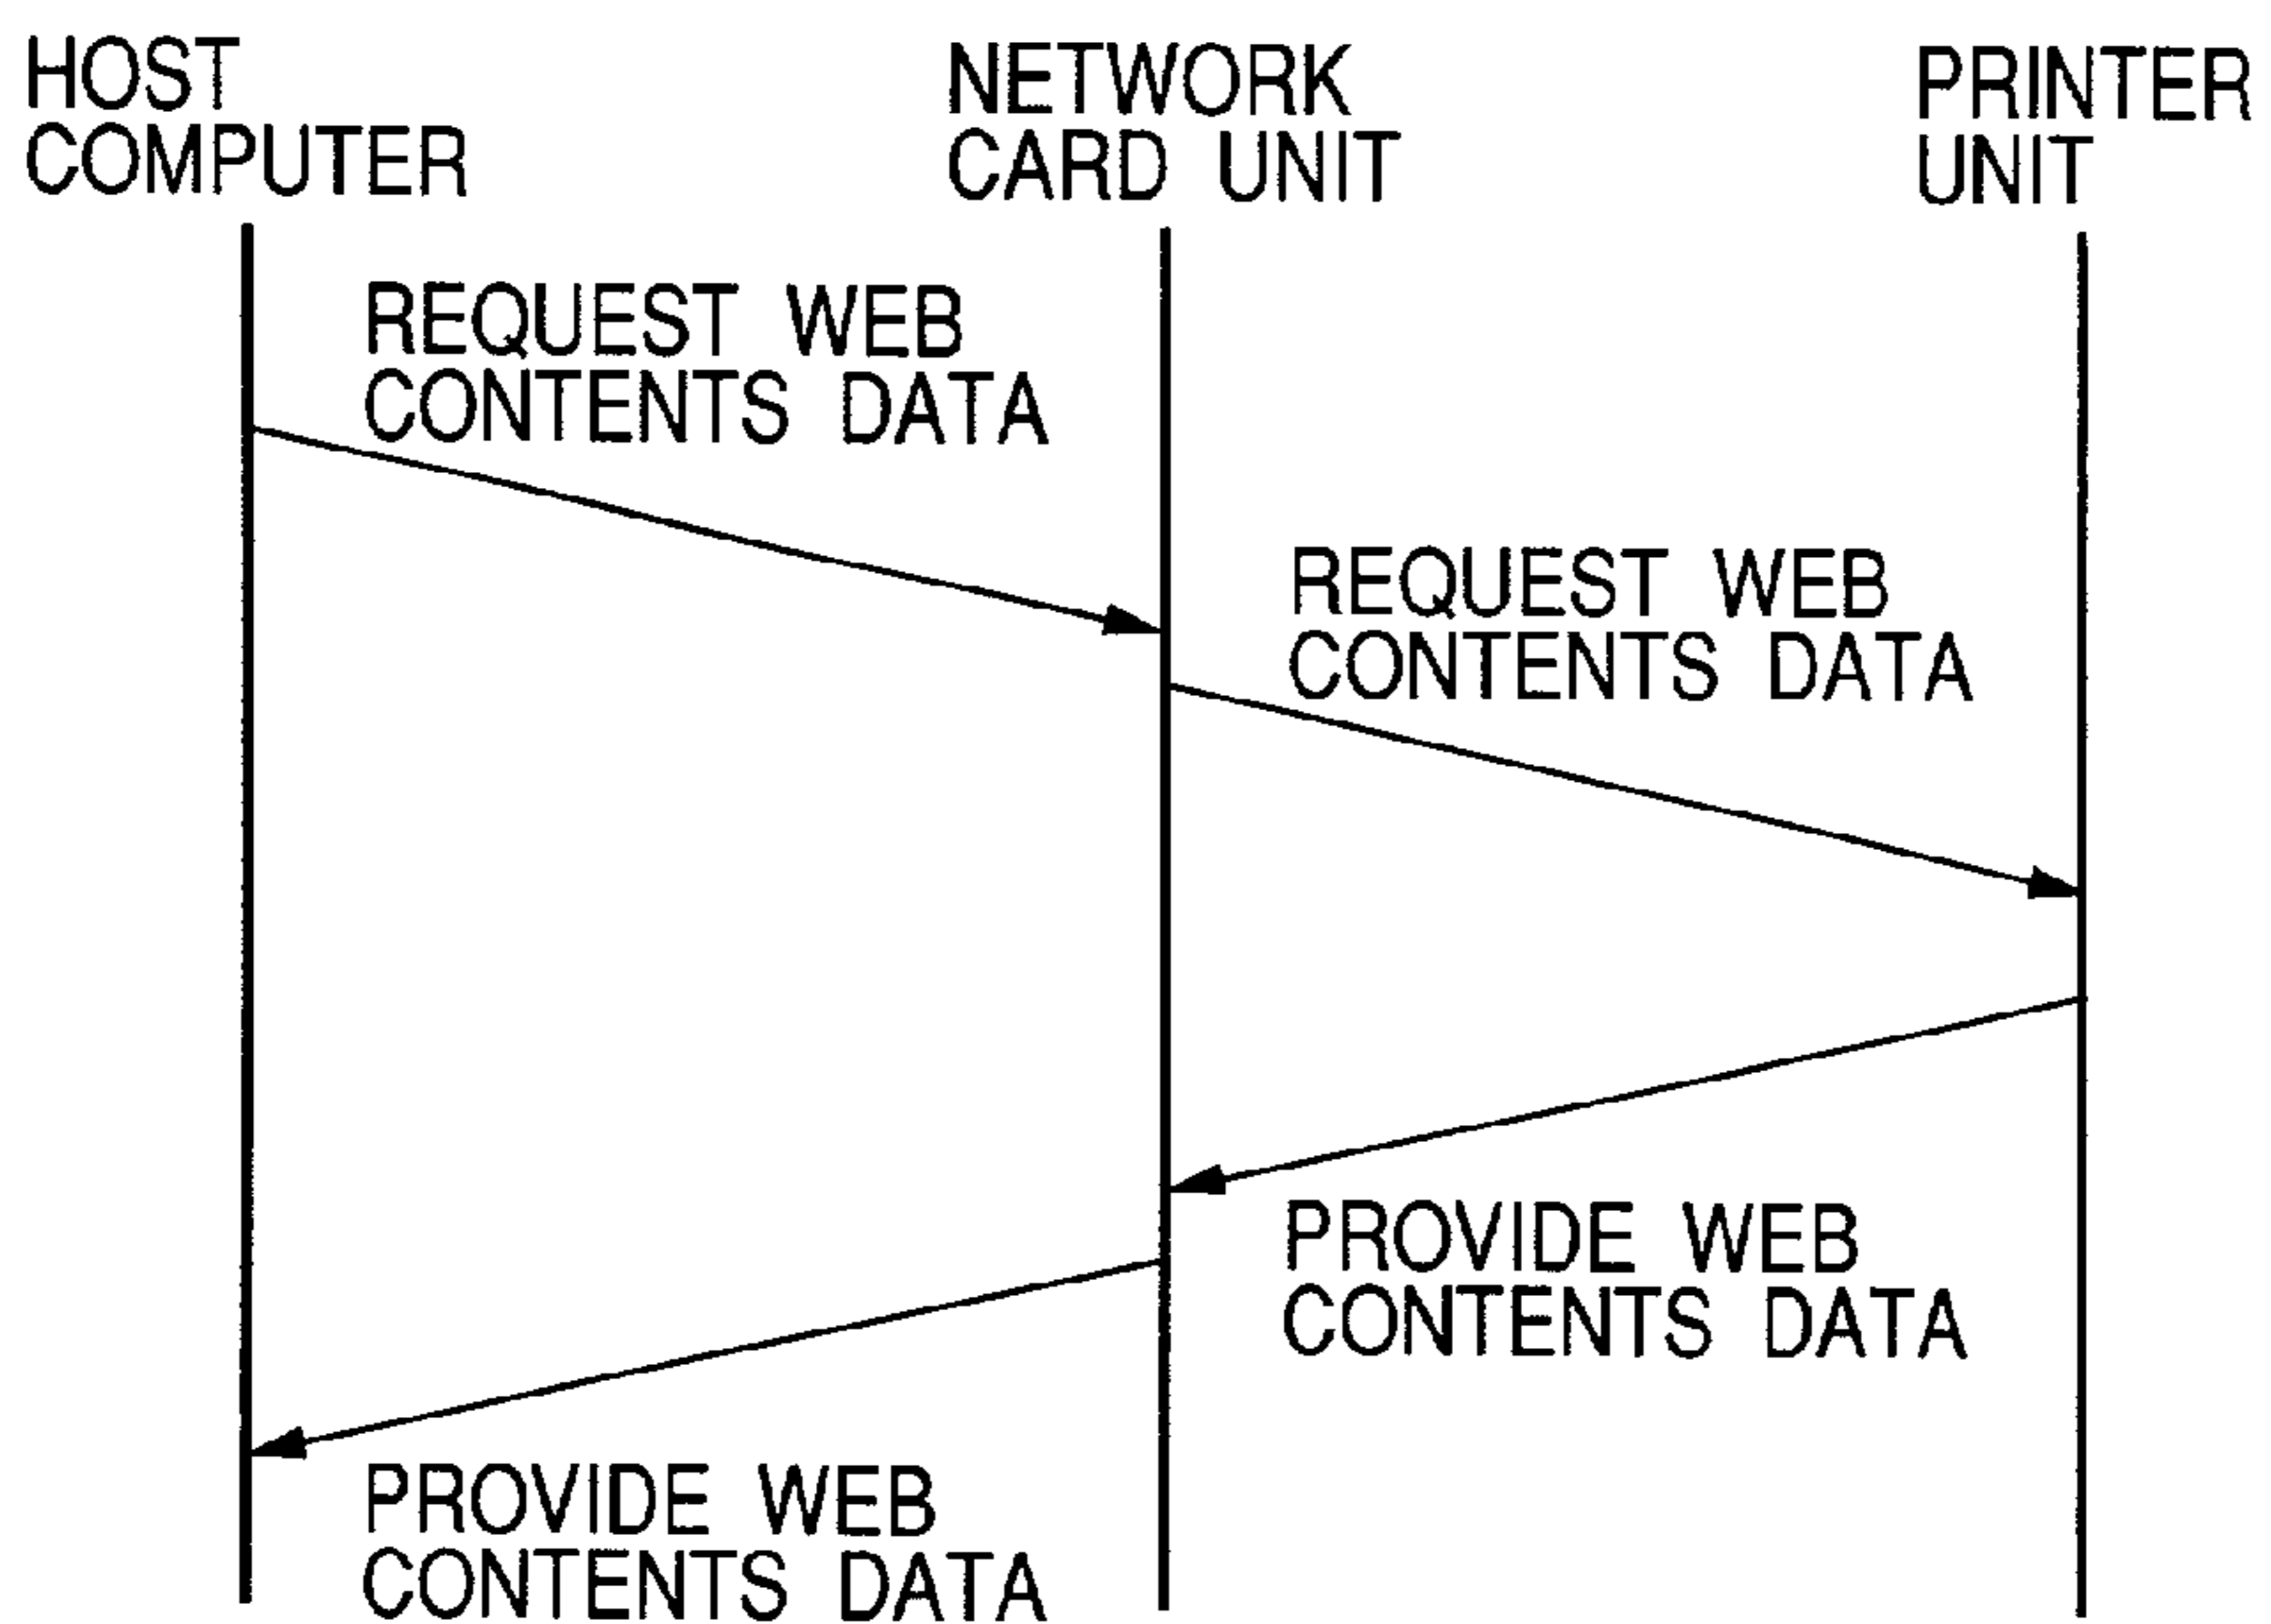 HOST
COMPUTER
NETWORK
CARD UNIT
PRINTER
UNIT
REQUEST WEB
CONTENTS DATA
REQUEST WEB
CONTENTS DATA
PROVIDE WEB
CONTENTS DATA
PROVIDE WEB
CONTENTS DATA